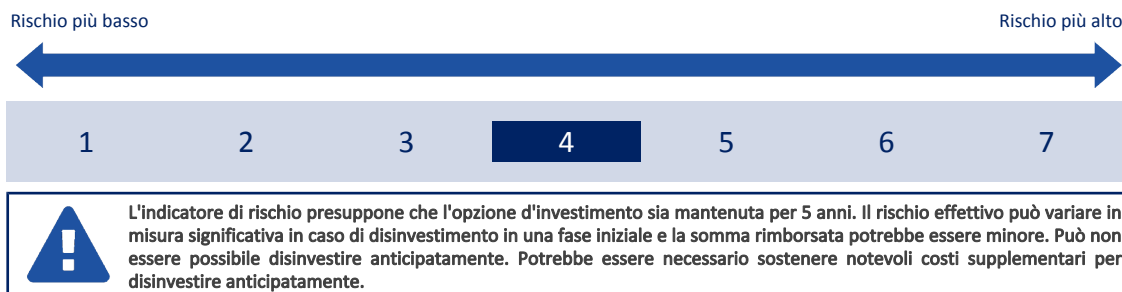 Rischio più basso Rischio più alto
1 2 3 4 5 6 7
L'indicatore di rischio presuppone che l'opzione d'investimento sia mantenuta per 5 anni. Il rischio effettivo può variare in
misura significativa in caso di disinvestimento in una fase iniziale e la somma rimborsata potrebbe essere minore. Può non
essere possibile disinvestire anticipatamente. Potrebbe essere necessario sostenere notevoli costi supplementari per
disinvestire anticipatamente.